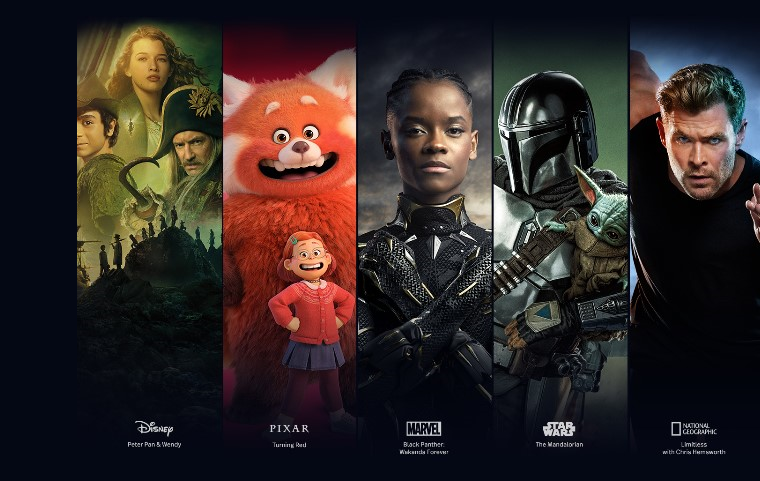 Disney
Peter Pan & Wendy
PIXAR
Turning Red
MARVEL
Black Panther:
Wakanda Forever
STAR
WARS
The Mandalorian
NATIONAL
GEOGRAPHIC
Limitless
with Chris Hemsworth